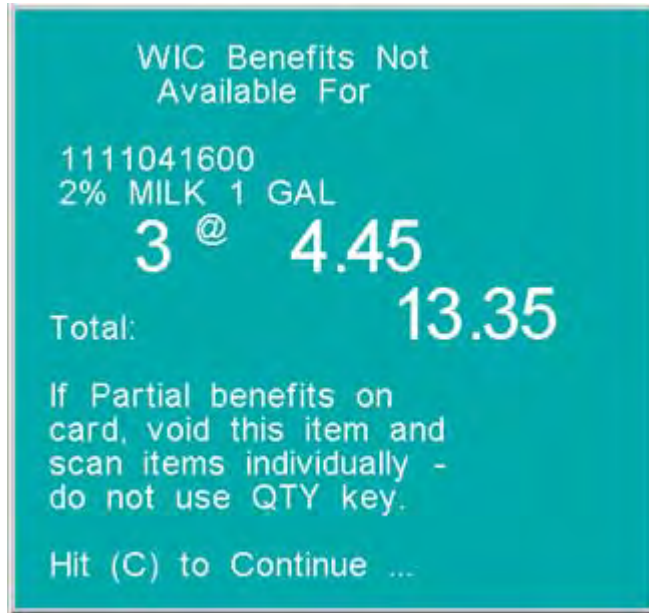 WIC Benefits Not
Available For
1111041600
2% MILK 1 GAL
3 @ 4.45
Total: 13.35
If Partial benefits on
card, void this item and
scan items individually -
do not use QTY key.
Hit (C) to Continue ...